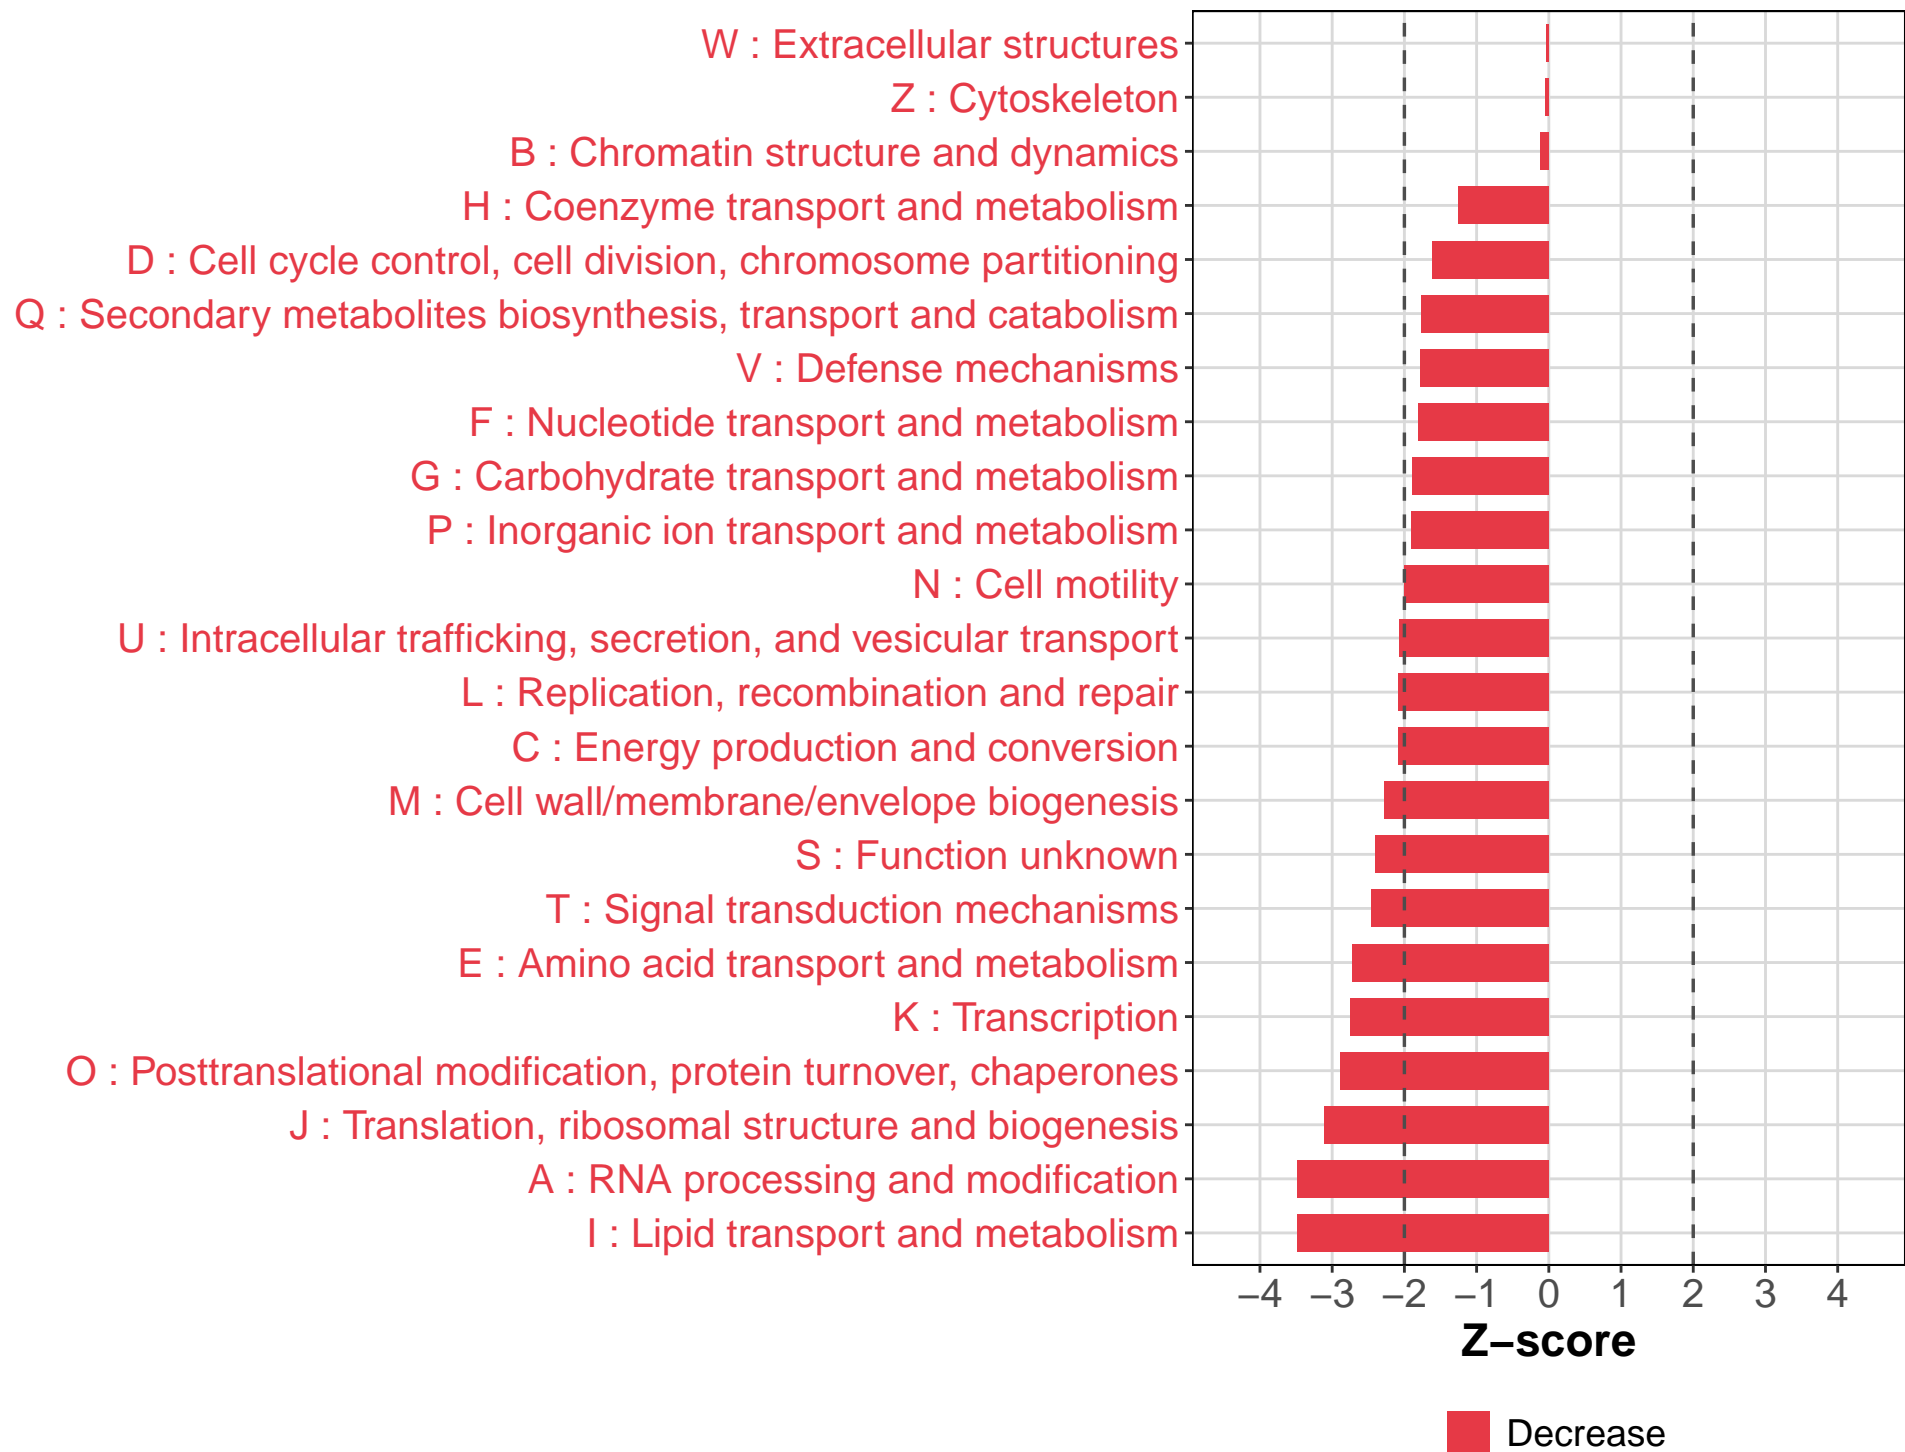 W : Extracellular structures
Z : Cytoskeleton
B : Chromatin structure and dynamics
H : Coenzyme transport and metabolism
D : Cell cycle control, cell division, chromosome partitioning
Q : Secondary metabolites biosynthesis, transport and catabolism
V : Defense mechanisms
F : Nucleotide transport and metabolism
G : Carbohydrate transport and metabolism
P : Inorganic ion transport and metabolism
N : Cell motility
U : Intracellular trafficking, secretion, and vesicular transport
L : Replication, recombination and repair
C : Energy production and conversion
M : Cell wall/membrane/envelope biogenesis
S : Function unknown
T : Signal transduction mechanisms
E : Amino acid transport and metabolism
K : Transcription
O : Posttranslational modification, protein turnover, chaperones
J : Translation, ribosomal structure and biogenesis
A : RNA processing and modification
I : Lipid transport and metabolism
−4 −3 −2 −1 0 1 2 3 4
Z−score
Decrease